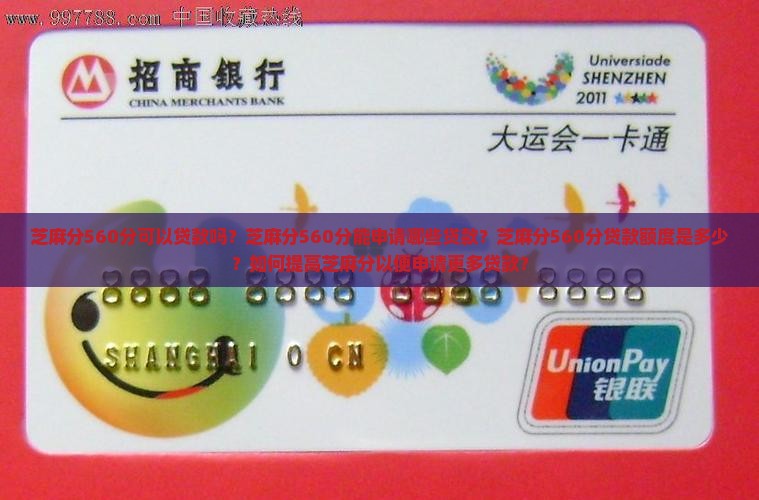 www.997788.com 中国收藏热线
招商银行
CHINA MERCHANTS BANK
Universiade
SHENZHEN
2011
大运会一卡通
芝麻分560分可以贷款吗？芝麻分560分能申请哪些贷款？芝麻分560分贷款额度是多少
？如何提高芝麻分以便申请更多贷款？
8888 8888 8888 8888
SHANGHAI 0 CN
UnionPay
银联